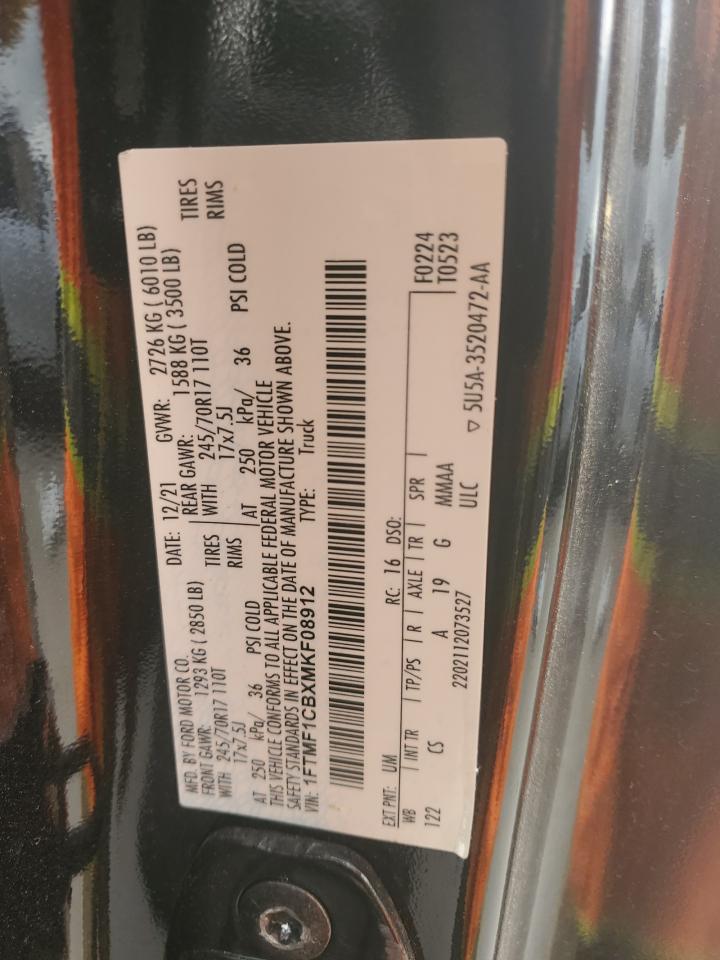 MFD. BY FORD MOTOR CO.
DATE: 12/21 GVWR: 2726 KG ( 6010 LB)
FRONT GAWR: 1293 KG ( 2850 LB) REAR GAWR: 1588 KG ( 3500 LB)
WITH 245/70R17 110T TIRES WITH 245/70R17 110T TIRES
17x7.5J RIMS 17x7.5J RIMS
AT 250 kPa/ 36 PSI COLD AT 250 kPa/ 36 PSI COLD
THIS VEHICLE CONFORMS TO ALL APPLICABLE FEDERAL MOTOR VEHICLE
SAFETY STANDARDS IN EFFECT ON THE DATE OF MANUFACTURE SHOWN ABOVE.
VIN: 1FTMF1CBXMKF08912 TYPE: Truck
EXT PNT: UM RC: 16 DSO: F0224
WB INT TR TP/PS R AXLE TR SPR T0523
122 CS A 19 G MMAA
2202112073527 ULC ▽ 5U5A-3520472-AA